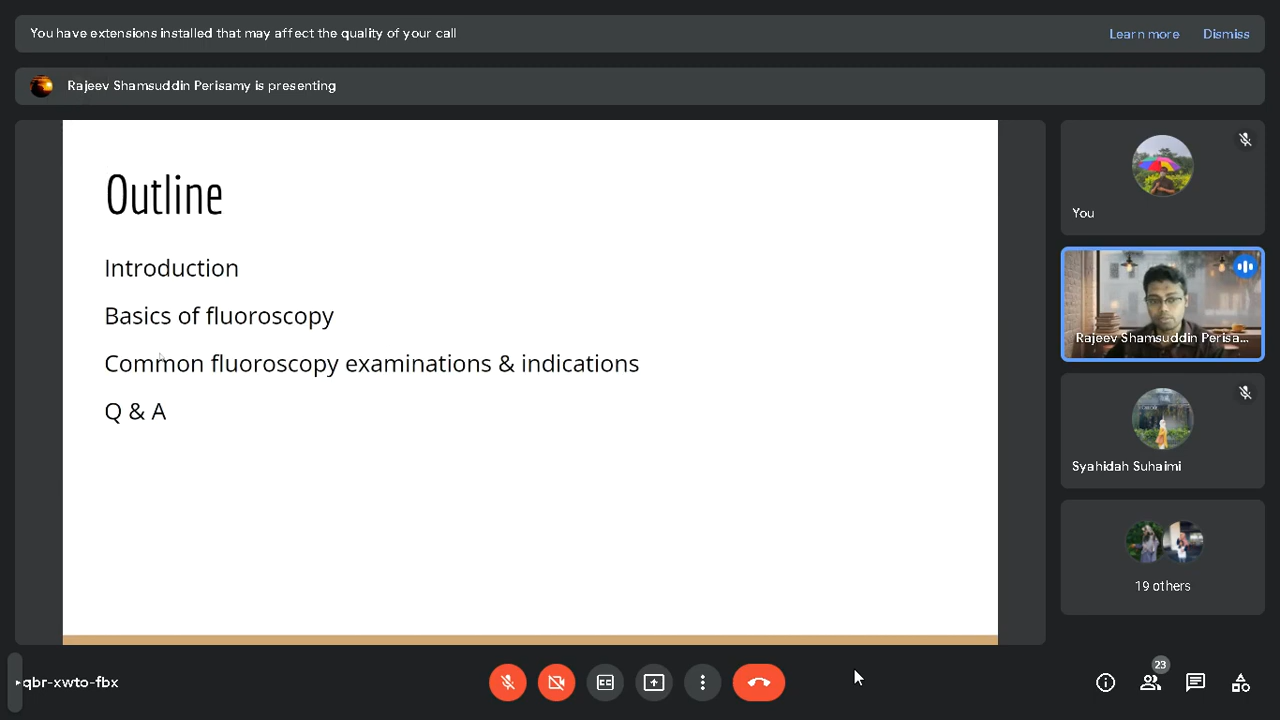 You have extensions installed that may affect the quality of your call
Learn more
Dismiss
Rajeev Shamsuddin Perisamy is presenting
Outline
Introduction
Basics of fluoroscopy
Common fluoroscopy examinations & indications
Q & A
You
Rajeev Shamsuddin Perisa...
Syahidah Suhaimi
19 others
qbr-xwto-fbx
CC
23